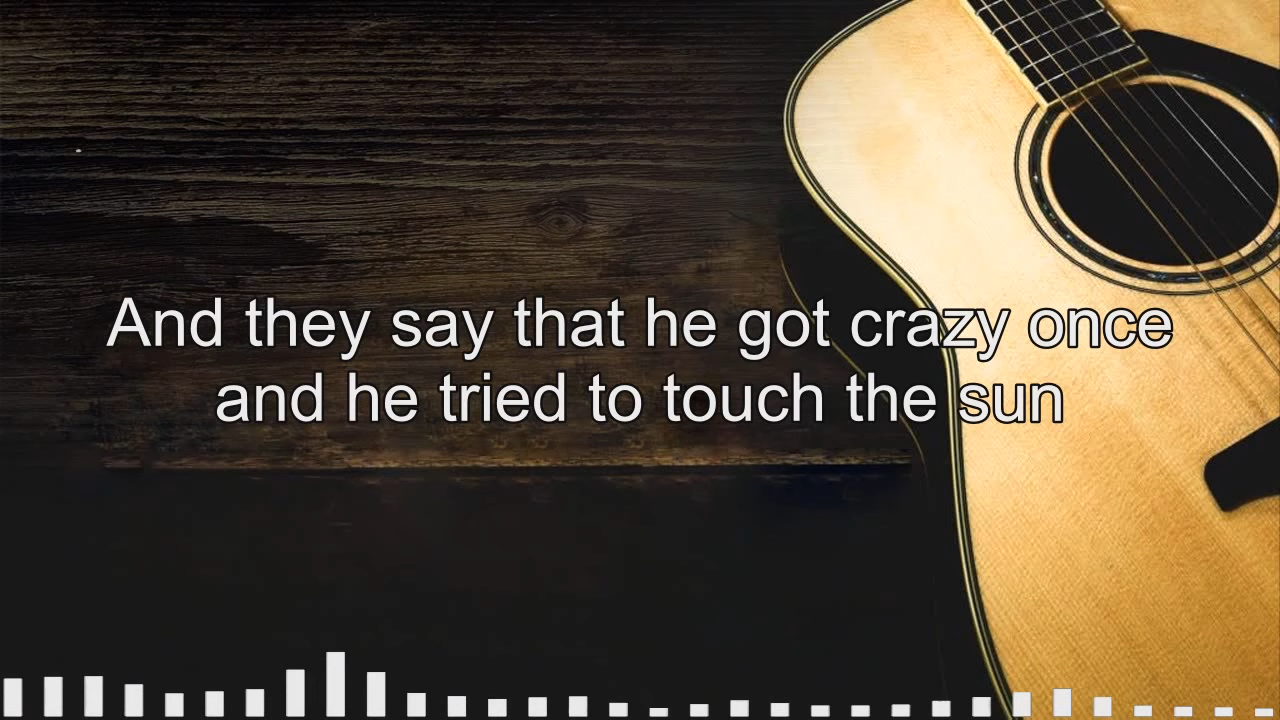 And they say that he got crazy once
and he tried to touch the sun